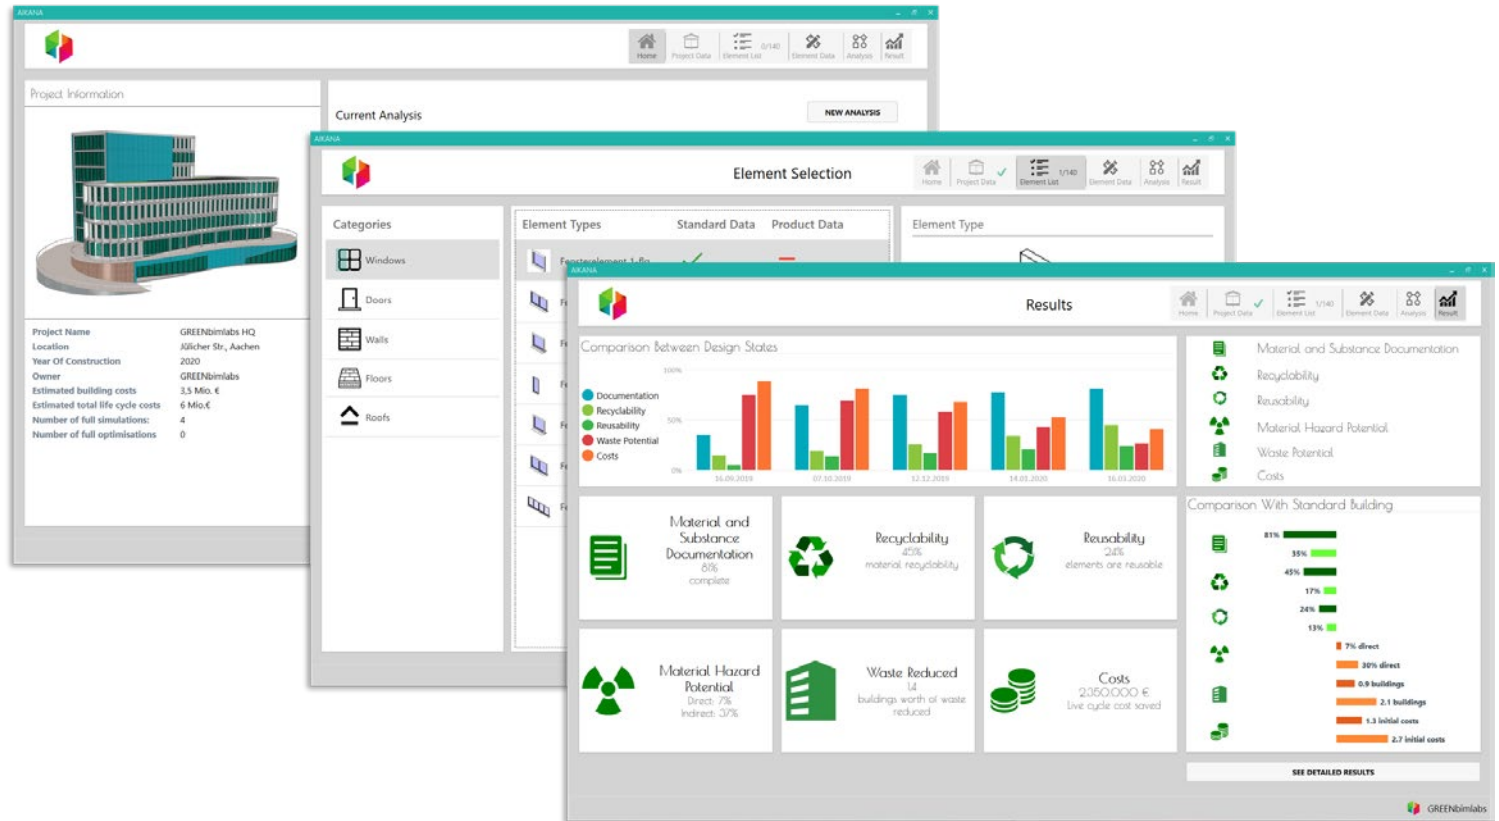 AIKANA
Home
Project Data
Element List
0/140
Element Data
Analysis
Result
Project Information
Current Analysis
NEW ANALYSIS
Project Name GREENbimlabs HQ
Location Jülicher Str., Aachen
Year Of Construction 2020
Owner GREENbimlabs
Estimated building costs 3,5 Mio. €
Estimated total life cycle costs 6 Mio.€
Number of full simulations: 4
Number of full optimisations 0
AIKANA
Element Selection
Home
Project Data
Element List
1/140
Element Data
Analysis
Result
Categories
Windows
Doors
Walls
Floors
Roofs
Element Types Standard Data Product Data
Fensterelement 1-flg
Element Type
AIKANA
Results
Home
Project Data
Element List
1/140
Element Data
Analysis
Result
Comparison Between Design States
100%
50%
0%
Documentation
Recyclability
Reusability
Waste Potential
Costs
16.09.2019 07.10.2019 12.12.2019 14.01.2020 16.03.2020
Material and Substance Documentation
Recyclability
Reusability
Material Hazard Potential
Waste Potential
Costs
Material and
Substance
Documentation
81%
complete
Recyclability
45%
material recyclability
Reusability
24%
elements are reusable
Material Hazard
Potential
Direct: 7%
Indirect: 37%
Waste Reduced
1,4
buildings worth of waste
reduced
Costs
2.350.000 €
Live cycle cost saved
Comparison With Standard Building
81%
35%
45%
17%
24%
13%
7% direct
30% direct
0.9 buildings
2.1 buildings
1.3 initial costs
2.7 initial costs
SEE DETAILED RESULTS
GREENbimlabs